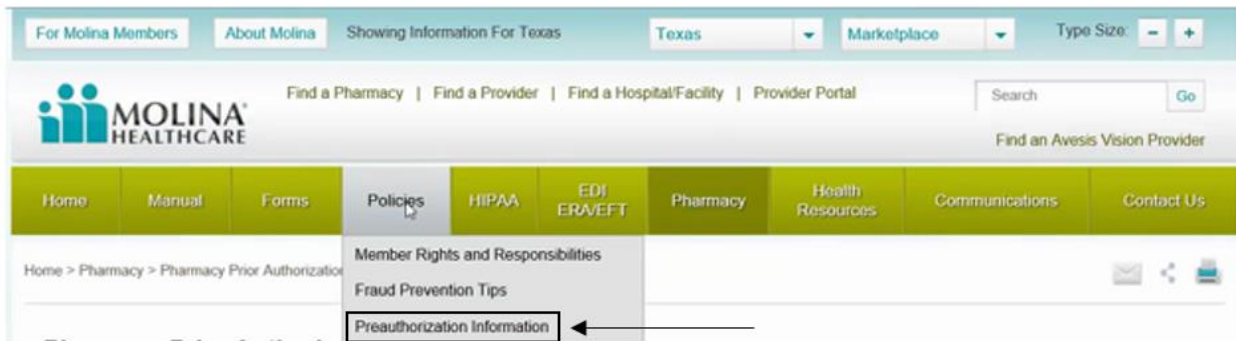 For Molina Members About Molina Showing Information For Texas Texas Marketplace Type Size: - +
Find a Pharmacy | Find a Provider | Find a Hospital/Facility | Provider Portal Search Go
MOLINA
HEALTHCARE
Find an Avesis Vision Provider
Home Manual Forms Policies HIPAA EDI ERA/EFT Pharmacy Health Resources Communications Contact Us
Member Rights and Responsibilities
Home > Pharmacy > Pharmacy Prior Authorization
Fraud Prevention Tips
Preauthorization Information